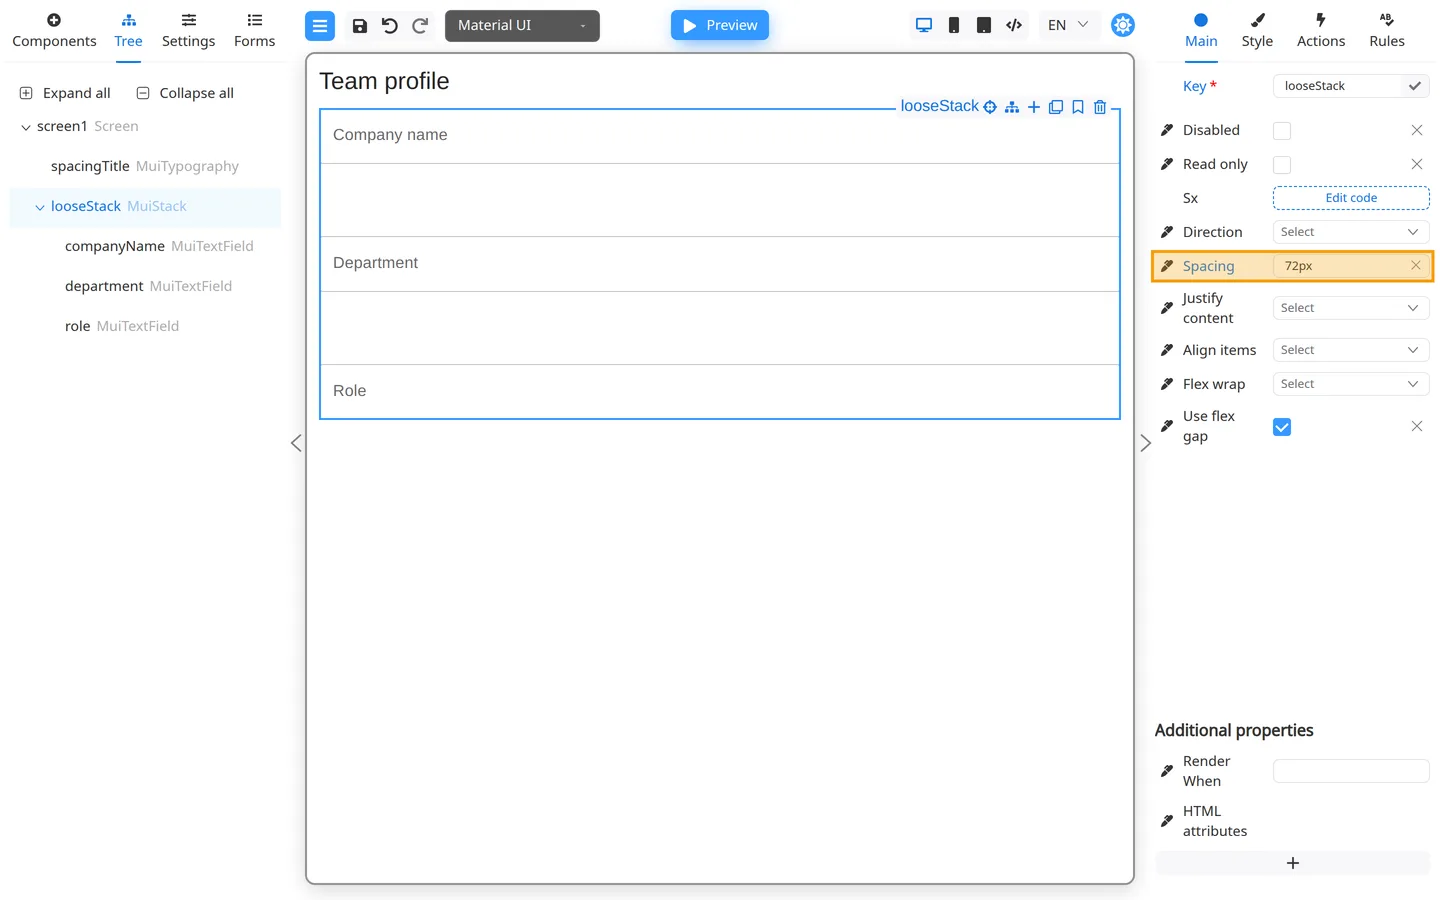 Components
Tree
Settings
Forms
Material UI
Preview
EN
Main
Style
Actions
Rules
Expand all
Collapse all
screen1 Screen
spacingTitle MuiTypography
looseStack MuiStack
companyName MuiTextField
department MuiTextField
role MuiTextField
Team profile
looseStack
Company name
Department
Role
Key * looseStack
Disabled
Read only
Sx Edit code
Direction Select
Spacing 72px
Justify content Select
Align items Select
Flex wrap Select
Use flex gap
Additional properties
Render When
HTML attributes